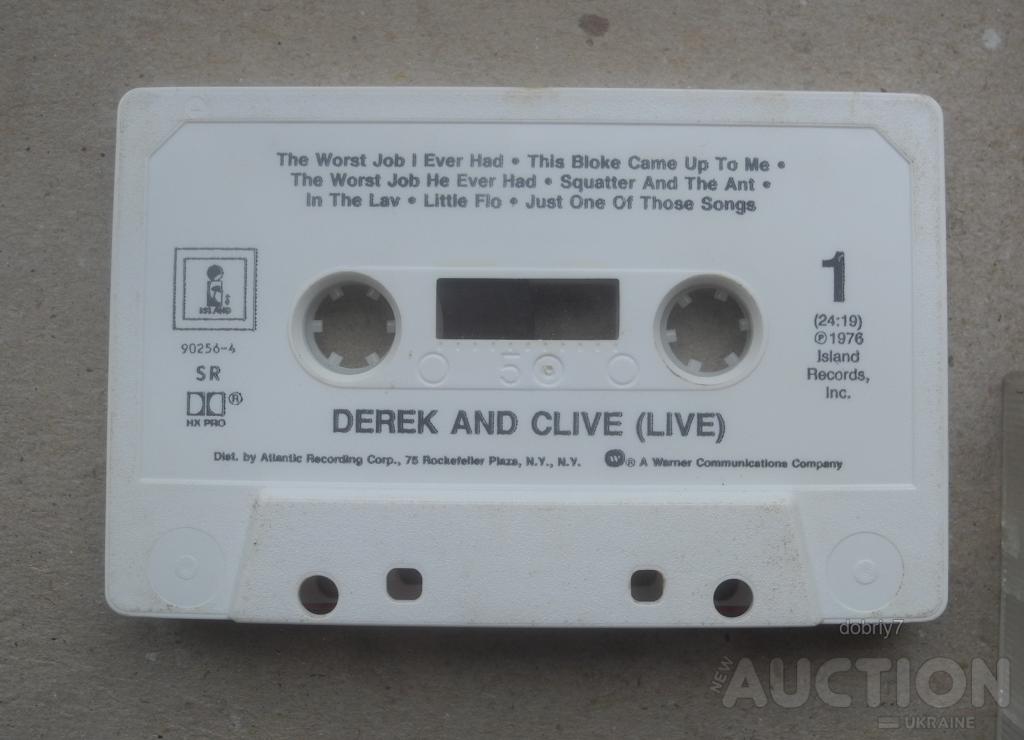 The Worst Job I Ever Had • This Bloke Came Up To Me •
The Worst Job He Ever Had • Squatter And The Ant •
In The Lav • Little Flo • Just One Of Those Songs
ISLAND
90256-4
SR
®
HX PRO
50
1
(24:19)
℗1976
Island
Records,
Inc.
DEREK AND CLIVE (LIVE)
Dist. by Atlantic Recording Corp., 75 Rockefeller Plaza, N.Y., N.Y. W® A Warner Communications Company
dobriy7
NEW AUCTION
UKRAINE